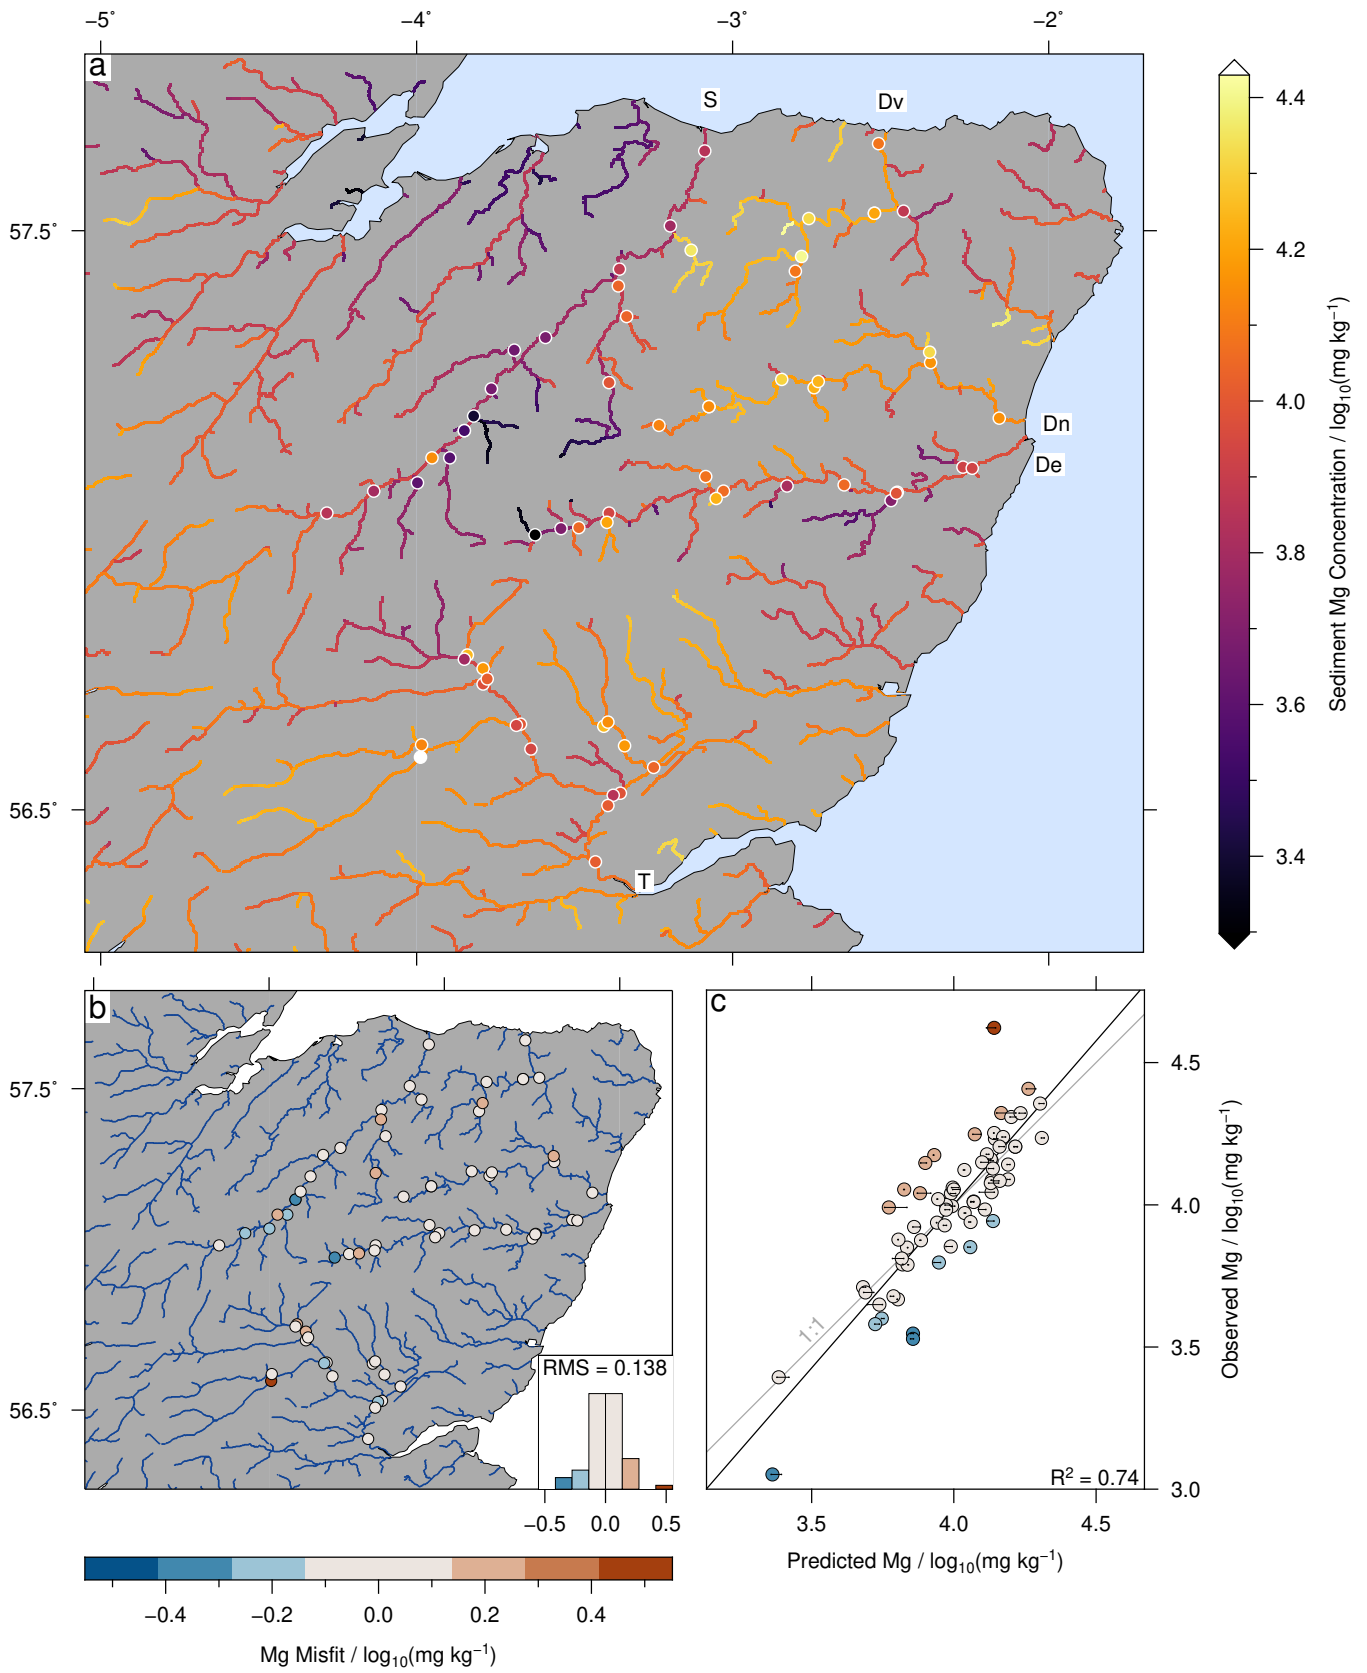 −5° −4° −3° −2°
a
S Dv
57.5°
Dn
De
56.5°
T
4.4
4.2
4.0
3.8
3.6
3.4
Sediment Mg Concentration / log10(mg kg−1)
b
57.5°
56.5°
RMS = 0.138
−0.5 0.0 0.5
−0.4 −0.2 0.0 0.2 0.4
Mg Misfit / log10(mg kg−1)
c
1:1
R2 = 0.74
4.5
4.0
3.5
3.0
Observed Mg / log10(mg kg−1)
3.5 4.0 4.5
Predicted Mg / log10(mg kg−1)